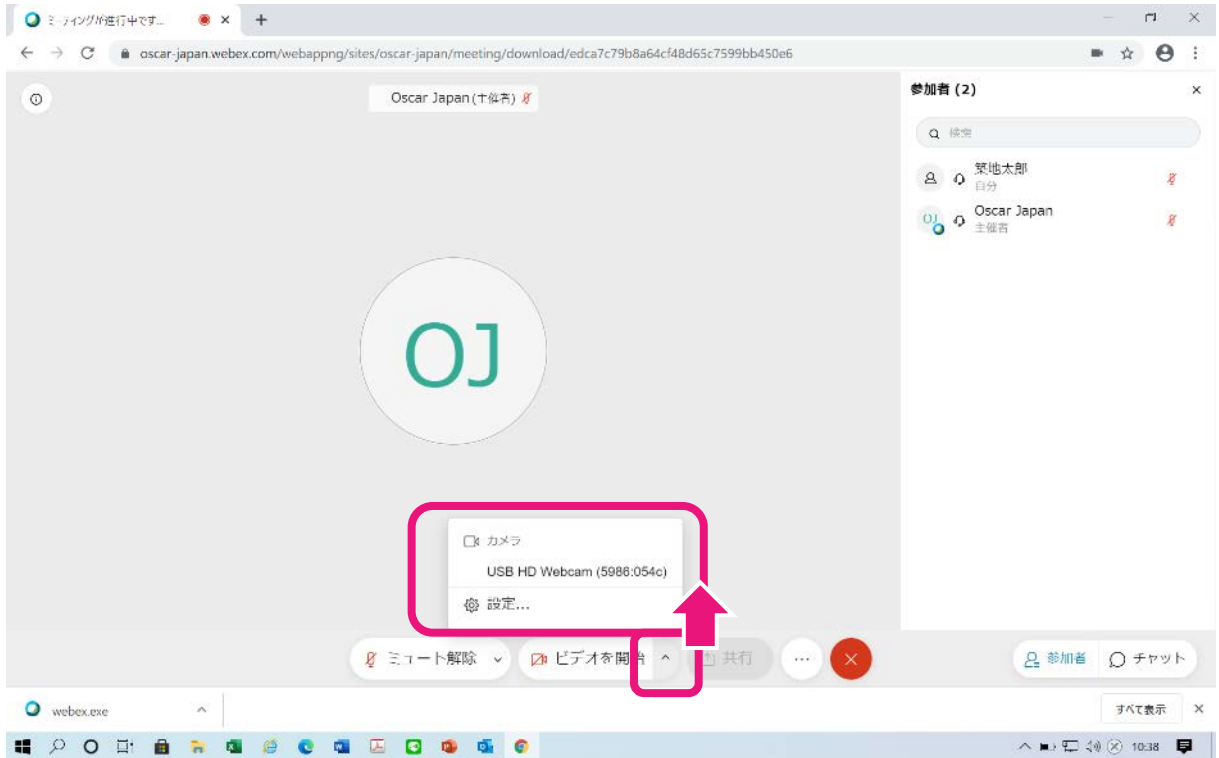 ミーティングが進行中です...
oscar-japan.webex.com/webappng/sites/oscar-japan/meeting/download/edca7c79b8a64cf48d65c7599bb450e6
Oscar Japan (主催者)
参加者 (2)
検索
築地太郎
自分
OJ
Oscar Japan
主催者
OJ
カメラ
USB HD Webcam (5986:054c)
設定...
ミュート解除
ビデオを開始
共有
参加者
チャット
webex.exe
すべて表示
10:38